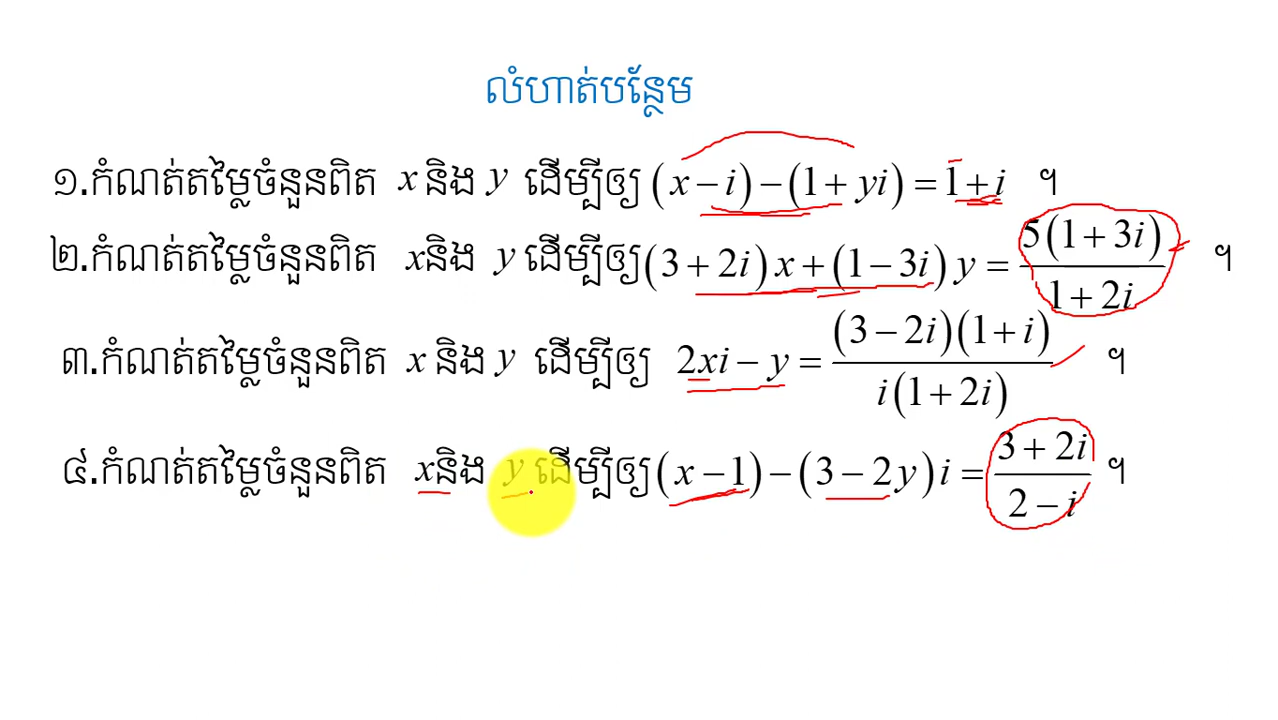 លំហាត់បន្ថែម
១.កំណត់តម្លៃចំនួនពិត x និង y ដើម្បីឲ្យ (x − i) − (1 + yi) = 1 + i ។
២.កំណត់តម្លៃចំនួនពិត x និង y ដើម្បីឲ្យ (3 + 2i) x + (1 − 3i) y = 5(1 + 3i) / 1 + 2i ។
៣.កំណត់តម្លៃចំនួនពិត x និង y ដើម្បីឲ្យ 2xi − y = (3 − 2i)(1 + i) / i(1 + 2i) ។
៤.កំណត់តម្លៃចំនួនពិត x និង y ដើម្បីឲ្យ (x − 1) − (3 − 2y) i = 3 + 2i / 2 − i ។